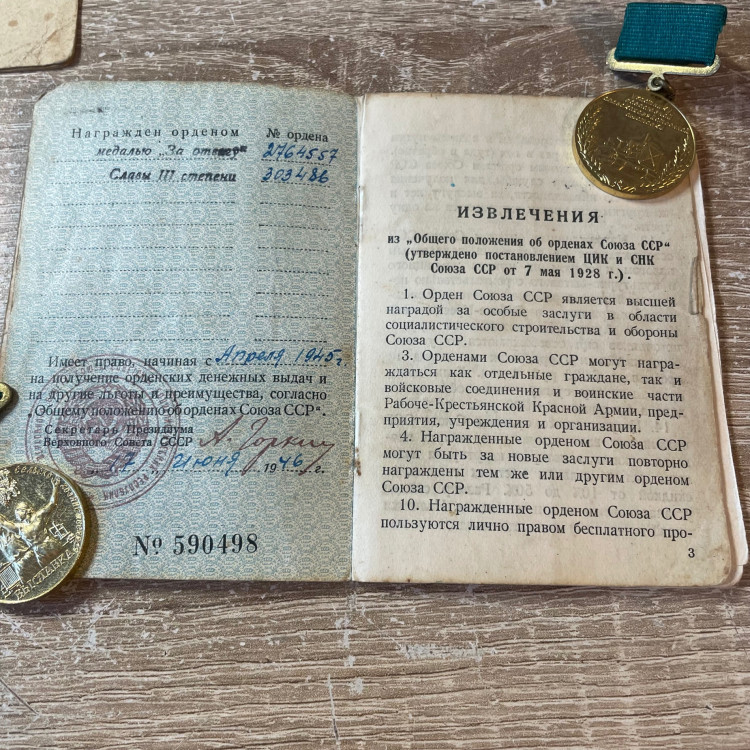 Награжден орденом № ордена
медалью „За отвагу“ 2764557
Славы III степени 303486
Имеет право, начиная с Апреля 1945 г.
на получение орденских денежных выдач и
на другие льготы и преимущества, согласно
„Общему положению об орденах Союза ССР“.
Секретарь Президиума
Верховного Совета СССР А. Горкин
27 июня 1946 г.
№ 590498
ИЗВЛЕЧЕНИЯ
из „Общего положения об орденах Союза ССР“
(утверждено постановлением ЦИК и СНК
Союза ССР от 7 мая 1928 г.).
1. Орден Союза ССР является высшей
наградой за особые заслуги в области
социалистического строительства и обороны
Союза ССР.
3. Орденами Союза ССР могут награ-
ждаться как отдельные граждане, так и
войсковые соединения и воинские части
Рабоче-Крестьянской Красной Армии, пред-
приятия, учреждения и организации.
4. Награжденные орденом Союза ССР
могут быть за новые заслуги повторно
награждены тем же или другим орденом
Союза ССР.
10. Награжденные орденом Союза ССР
пользуются лично правом бесплатного про-
3
ВЫСТАВКА